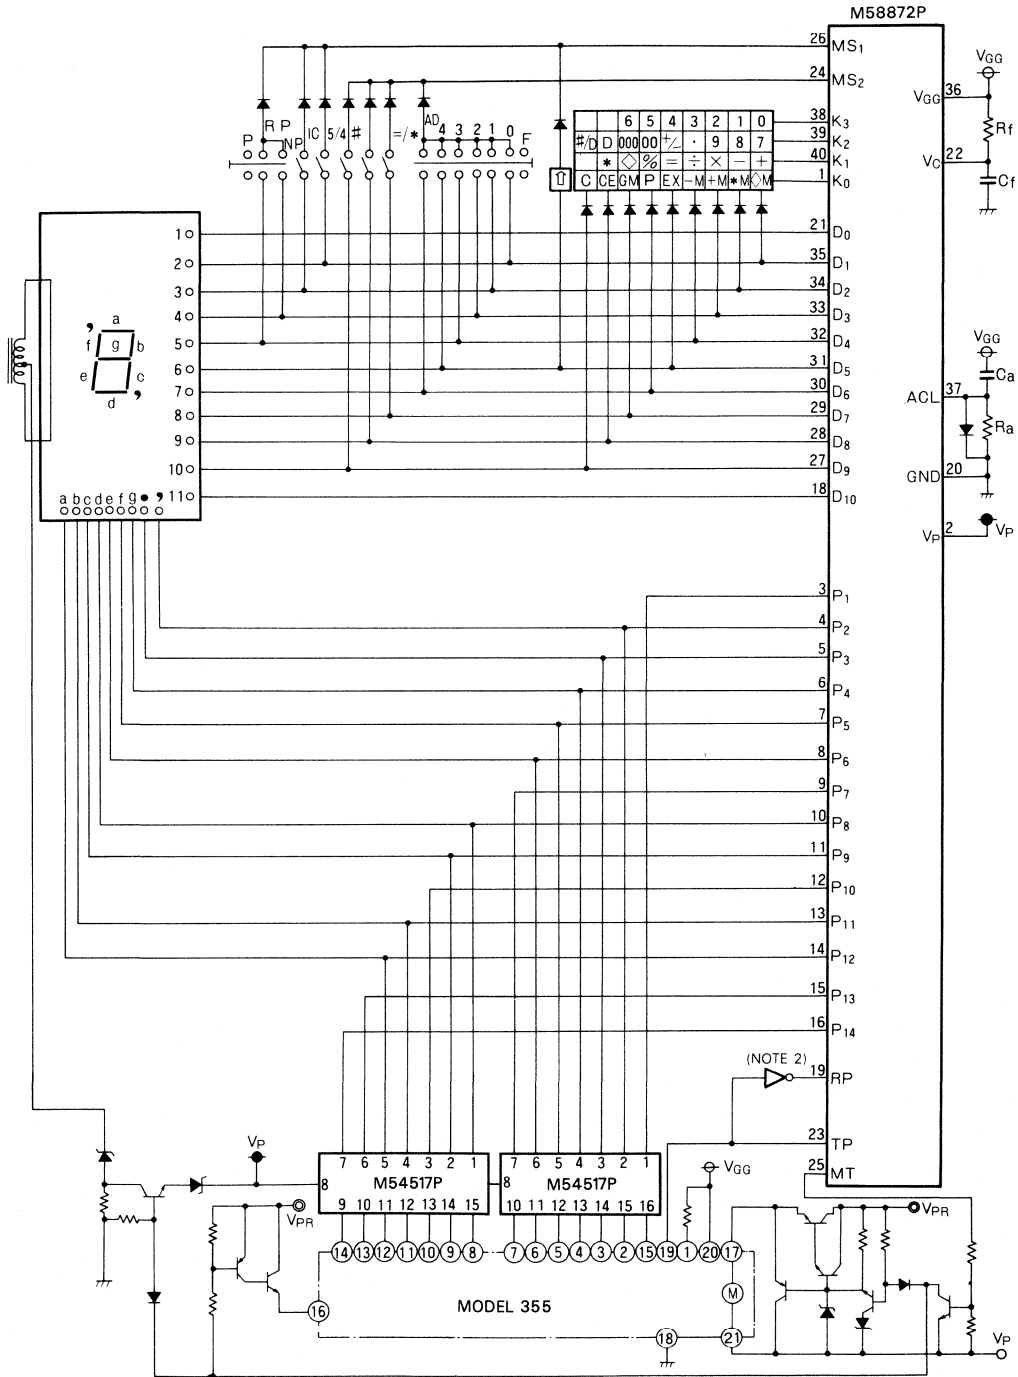 M58872P
26 MS1
24 MS2
38 K3
39 K2
40 K1
1 K0
21 D0
35 D1
34 D2
33 D3
32 D4
31 D5
30 D6
29 D7
28 D8
27 D9
18 D10
3 P1
4 P2
5 P3
6 P4
7 P5
8 P6
9 P7
10 P8
11 P9
12 P10
13 P11
14 P12
15 P13
16 P14
(NOTE 2)
19 RP
23 TP
25 MT
VGG
VGG 36
Rf
VC 22
Cf
VGG
Ca
ACL 37
Ra
GND 20
VP 2 VP
P R P NP IC 5/4 # =/* AD 4 3 2 1 0 F
6 5 4 3 2 1 0
#/D D 000 00 +/− · 9 8 7
* ◇ % = ÷ × − +
C CE GM P EX −M +M *M ◇M
⇧
1
2
3
4
5
6
7
8
9
10
11
, a
f g b
e c
d ,
a b c d e f g • ,
VP
VPR
8
7 6 5 4 3 2 1
M54517P
9 10 11 12 13 14 15
8
7 6 5 4 3 2 1
M54517P
10 11 12 13 14 15 16
VGG
14 13 12 11 10 9 8 7 6 5 4 3 2 15 19 1 20 17
VPR
16
MODEL 355
M
18
21
VP